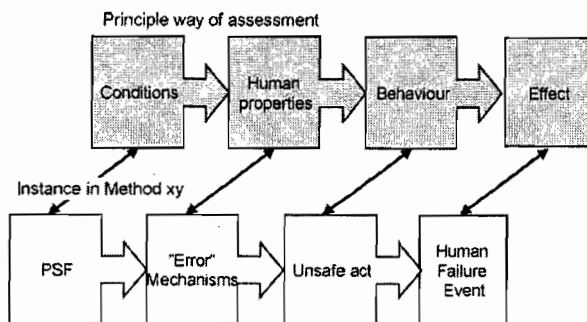 Principle way of assessment
Conditions
Human
properties
Behaviour
Effect
Instance in Method xy
PSF
"Error"
Mechanisms
Unsafe act
Human
Failure
Event